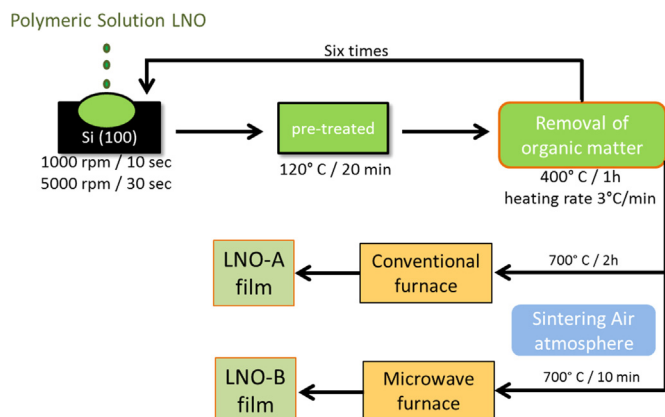 Polymeric Solution LNO
Six times
Si (100)
1000 rpm / 10 sec
5000 rpm / 30 sec
pre-treated
120° C / 20 min
Removal of
organic matter
400° C / 1h
heating rate 3°C/min
LNO-A
film
Conventional
furnace
700° C / 2h
Sintering Air
atmosphere
LNO-B
film
Microwave
furnace
700° C / 10 min